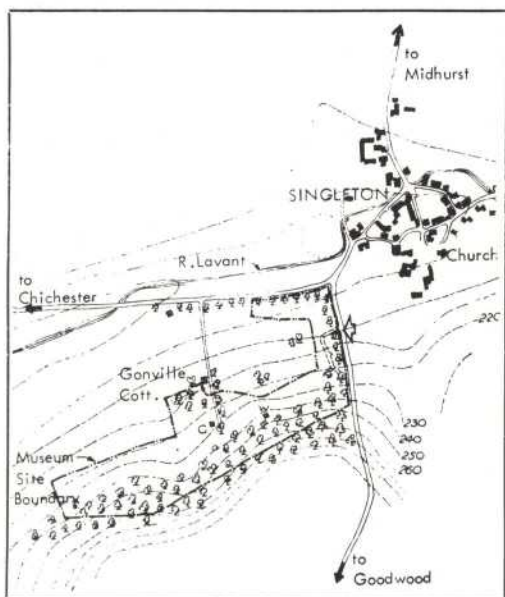 to
Midhurst
SINGLETON
R. Lavant
Church
to
Chichester
220
Gonville
Cott.
C
230
240
250
260
Museum
Site
Boundary
to
Goodwood